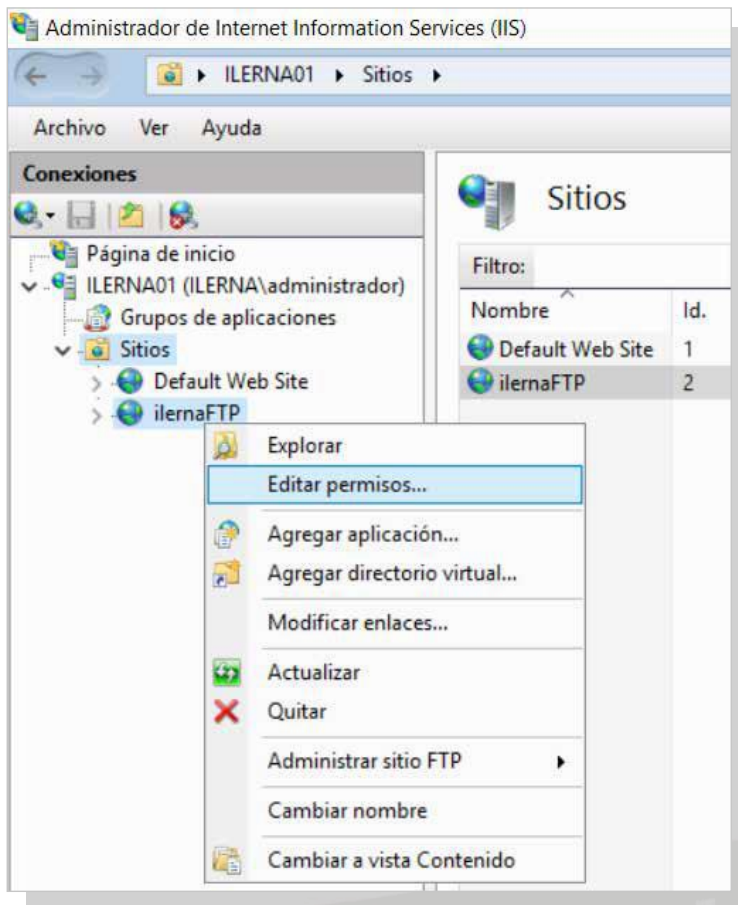 Administrador de Internet Information Services (IIS)
ILERNA01 Sitios
Archivo Ver Ayuda
Conexiones
Página de inicio
ILERNA01 (ILERNA\administrador)
Grupos de aplicaciones
Sitios
Default Web Site
ilernaFTP
Sitios
Filtro:
Nombre Id.
Default Web Site 1
ilernaFTP 2
Explorar
Editar permisos...
Agregar aplicación...
Agregar directorio virtual...
Modificar enlaces...
Actualizar
Quitar
Administrar sitio FTP
Cambiar nombre
Cambiar a vista Contenido